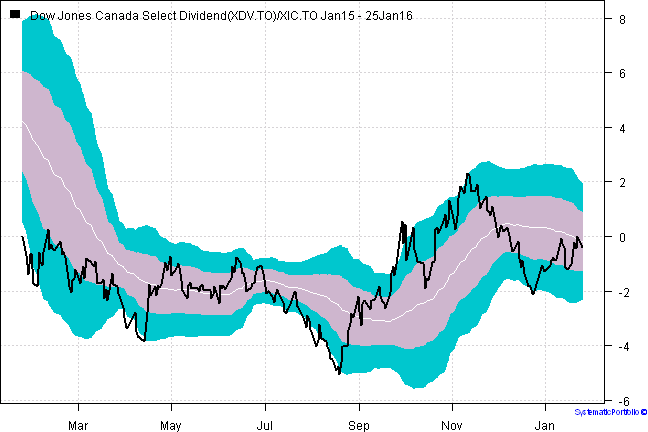 Dow Jones Canada Select Dividend(XDV.TO)/XIC.TO Jan15 - 25Jan16
8
6
4
2
0
-2
-4
-6
Mar May Jul Sep Nov Jan
SystematicPortfolio ©